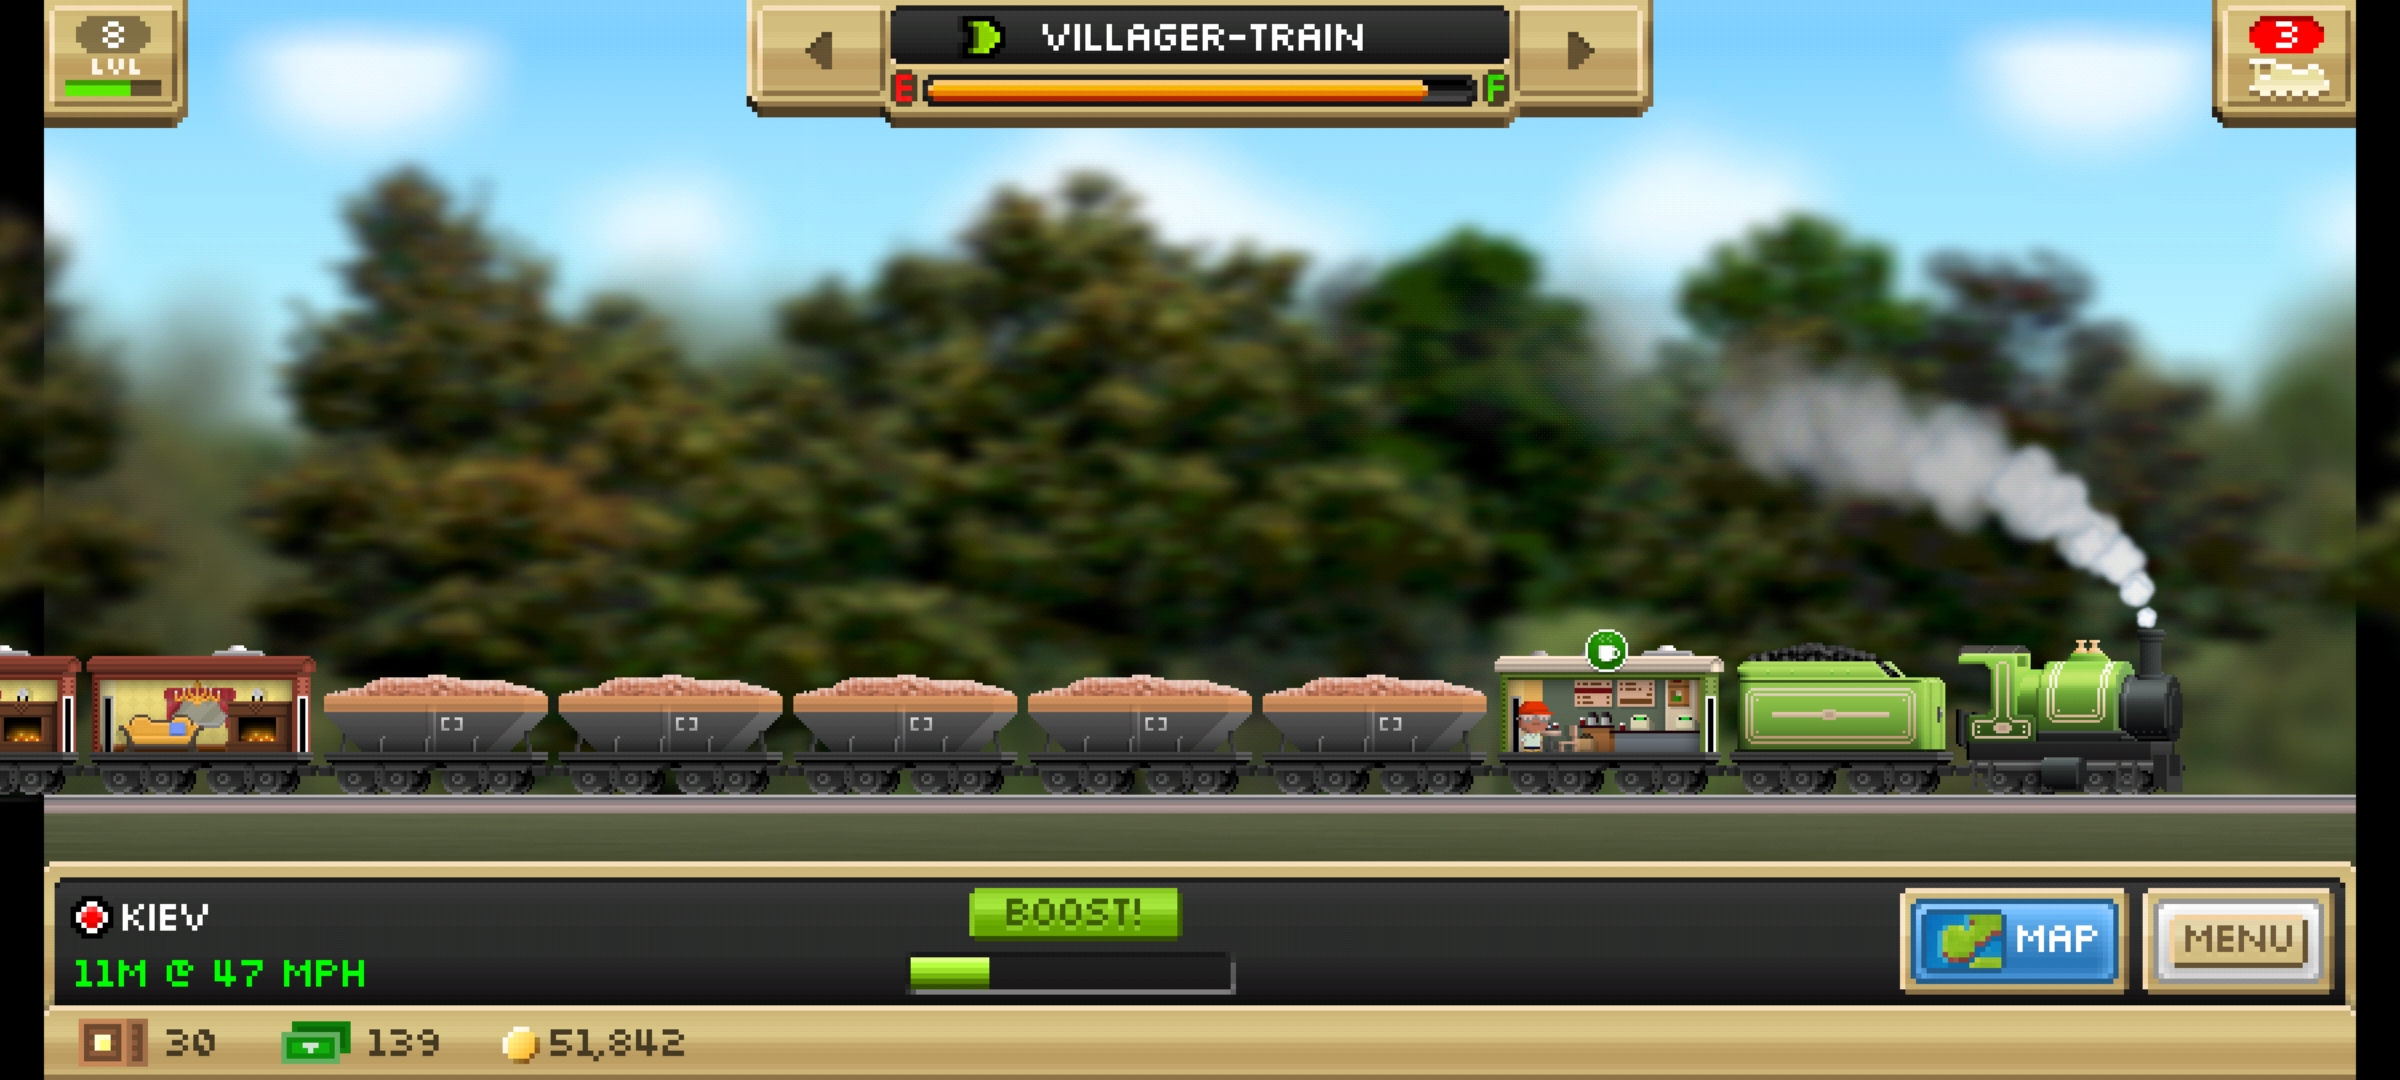 8
LVL
VILLAGER-TRAIN
E F
3
KIEV
11M @ 47 MPH
BOOST!
MAP
MENU
30
139
51,842